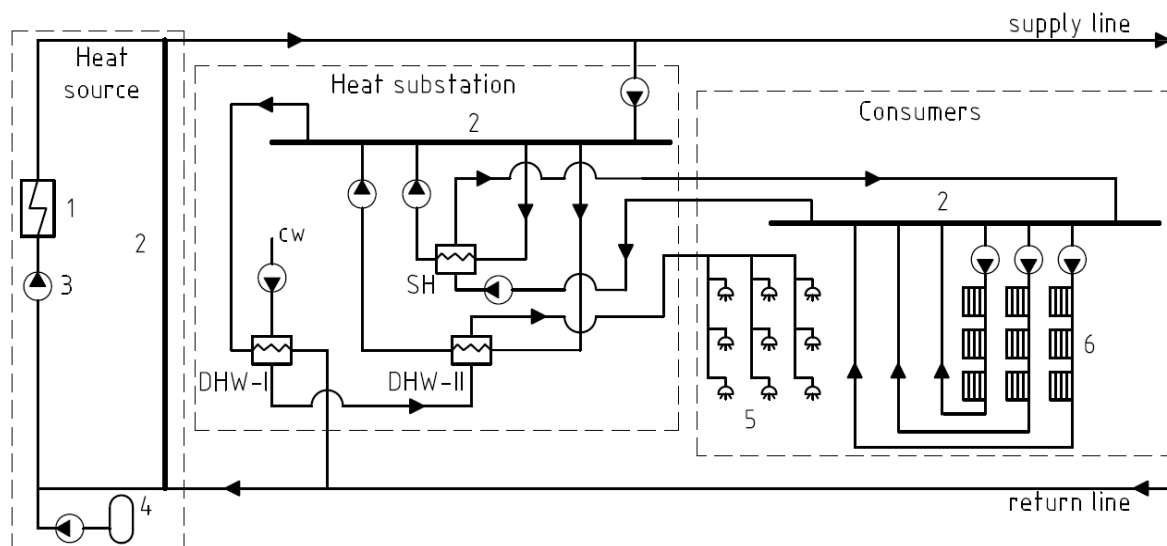 supply line
Heat
source
Heat substation
Consumers
2
1
2
2
3
cw
SH
6
DHW-I
DHW-II
5
4
return line